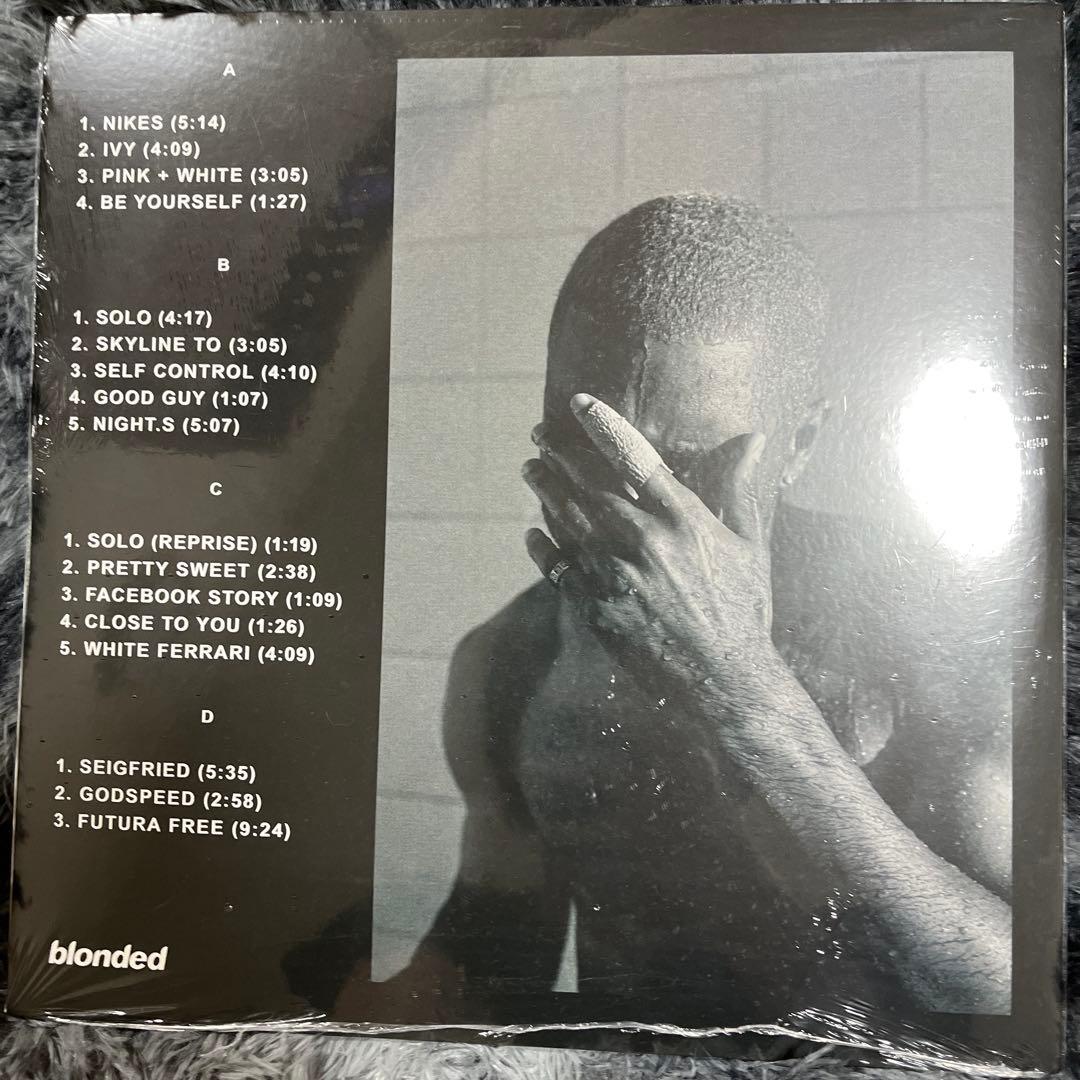 A
1. NIKES (5:14)
2. IVY (4:09)
3. PINK + WHITE (3:05)
4. BE YOURSELF (1:27)
B
1. SOLO (4:17)
2. SKYLINE TO (3:05)
3. SELF CONTROL (4:10)
4. GOOD GUY (1:07)
5. NIGHT.S (5:07)
C
1. SOLO (REPRISE) (1:19)
2. PRETTY SWEET (2:38)
3. FACEBOOK STORY (1:09)
4. CLOSE TO YOU (1:26)
5. WHITE FERRARI (4:09)
D
1. SEIGFRIED (5:35)
2. GODSPEED (2:58)
3. FUTURA FREE (9:24)
blonded